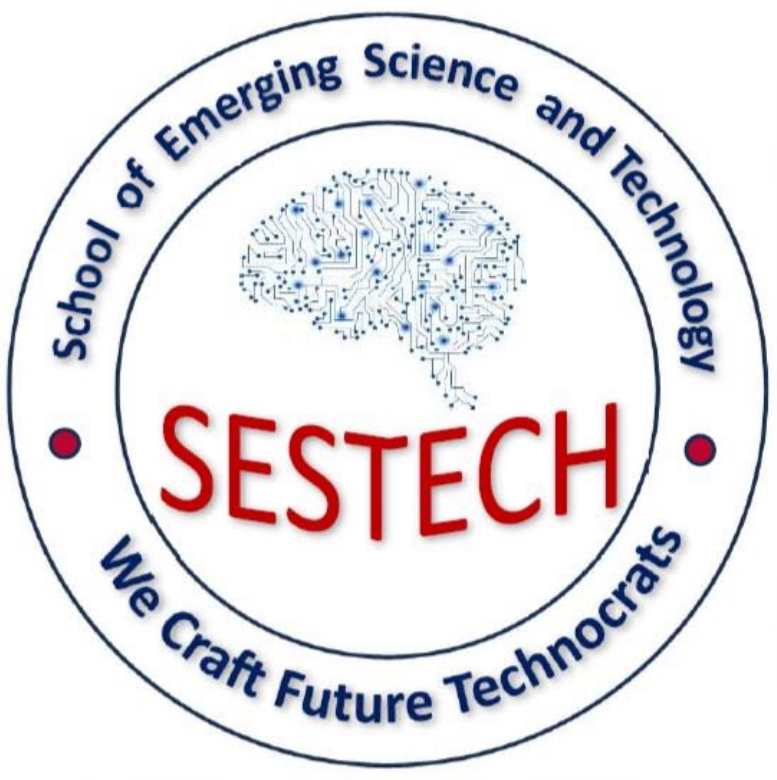 School of Emerging Science and Technology
SESTECH
We Craft Future Technocrats